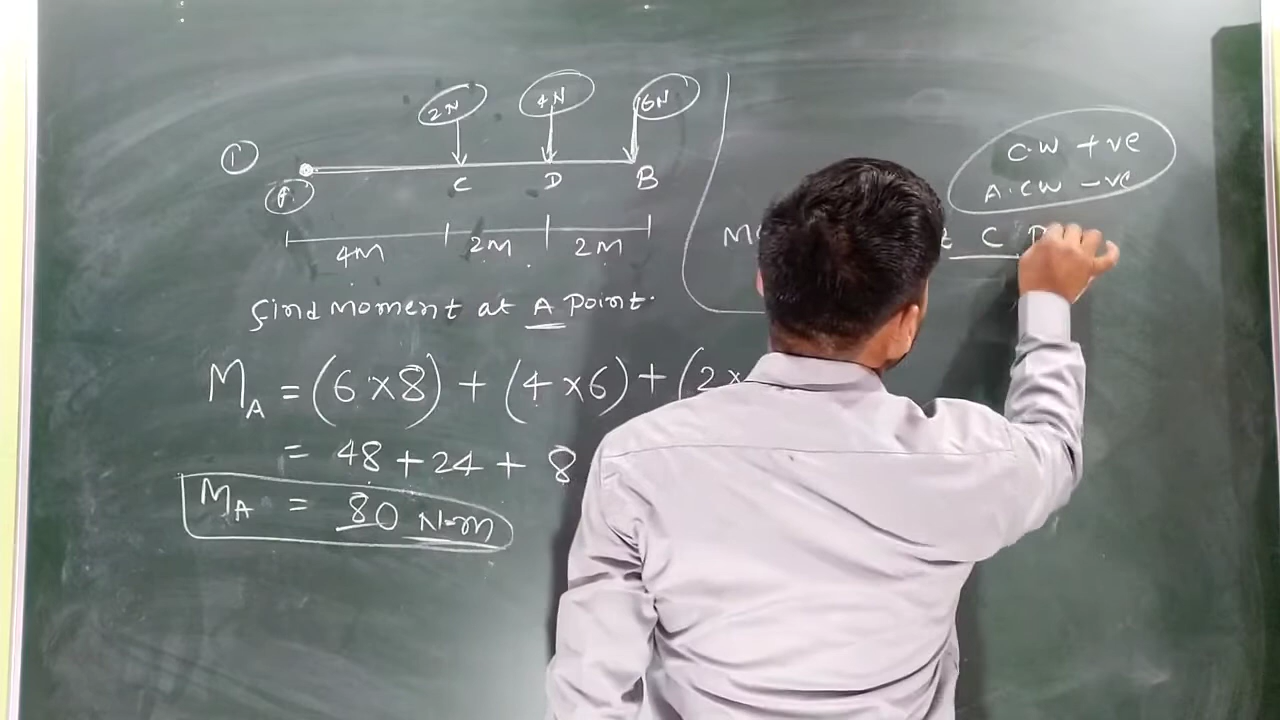 2N 4N 6N
①
A C D B
4M 2M 2M
find moment at A Point.
M_A = (6×8) + (4×6) + (2×
= 48 + 24 + 8
M_A = 80 N-m
C.W +ve
A.CW -ve
C